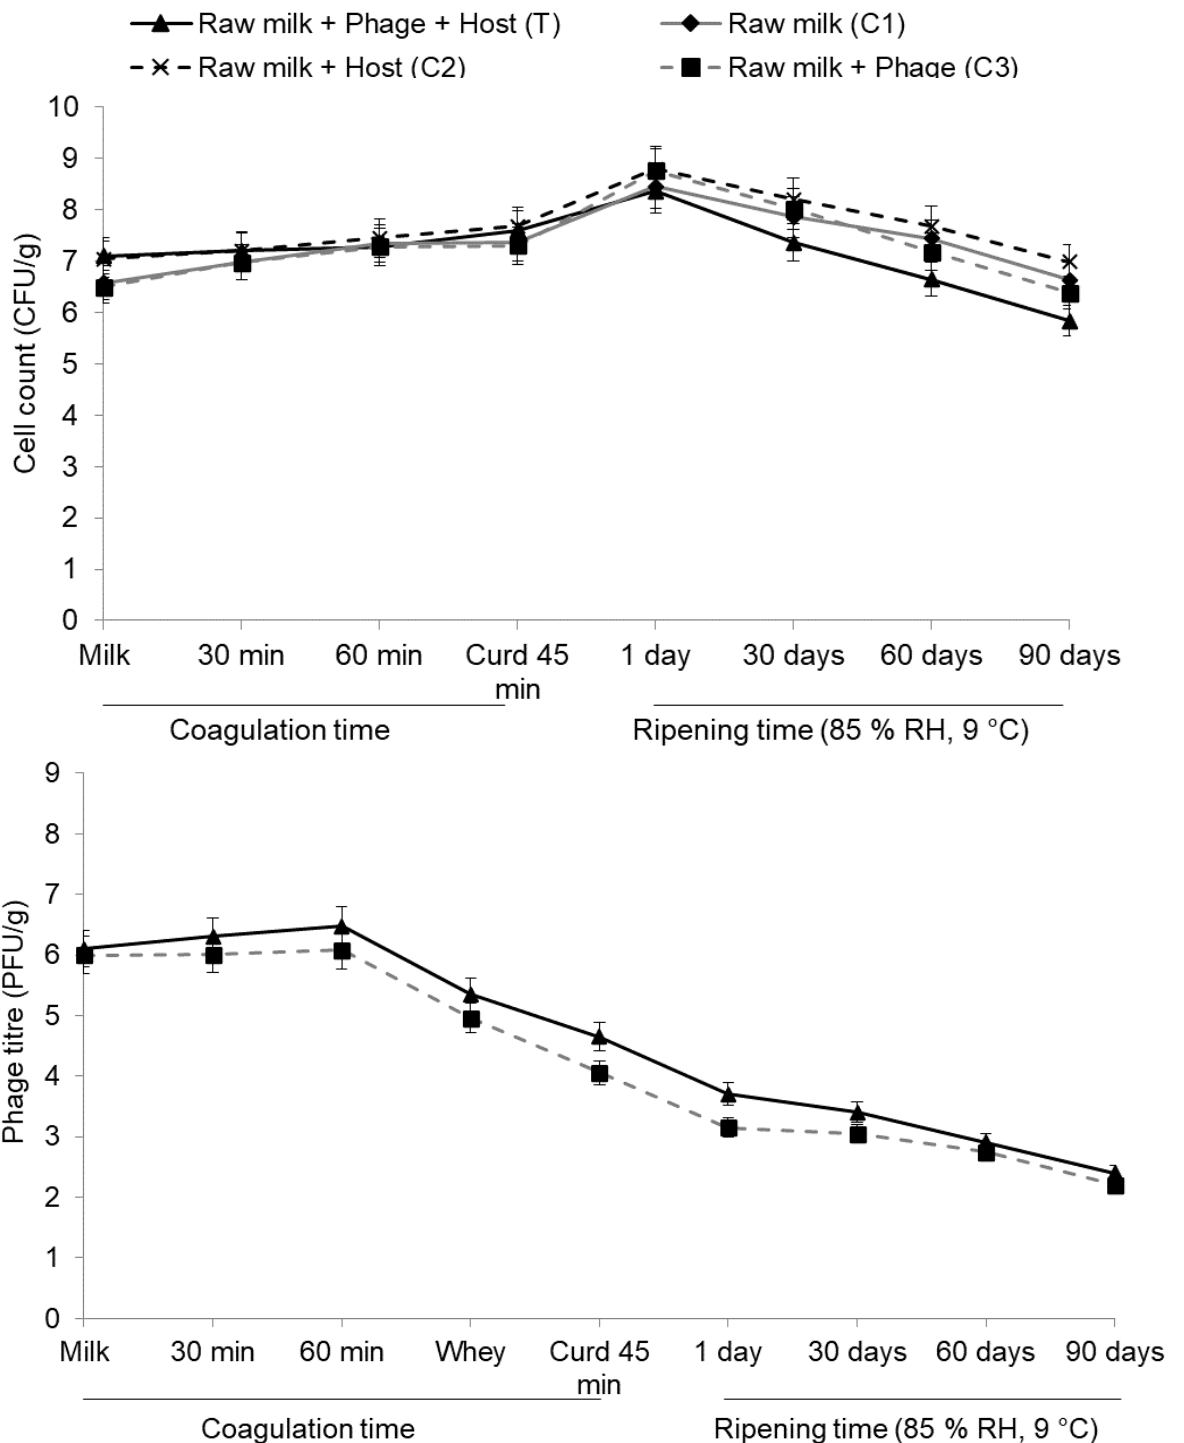 Raw milk + Phage + Host (T)
Raw milk (C1)
Raw milk + Host (C2)
Raw milk + Phage (C3)
10
9
8
7
6
5
4
3
2
1
0
Cell count (CFU/g)
Milk
30 min
60 min
Curd 45
min
1 day
30 days
60 days
90 days
Coagulation time
Ripening time (85 % RH, 9 °C)
9
8
7
6
5
4
3
2
1
0
Phage titre (PFU/g)
Milk
30 min
60 min
Whey
Curd 45
min
1 day
30 days
60 days
90 days
Coagulation time
Ripening time (85 % RH, 9 °C)